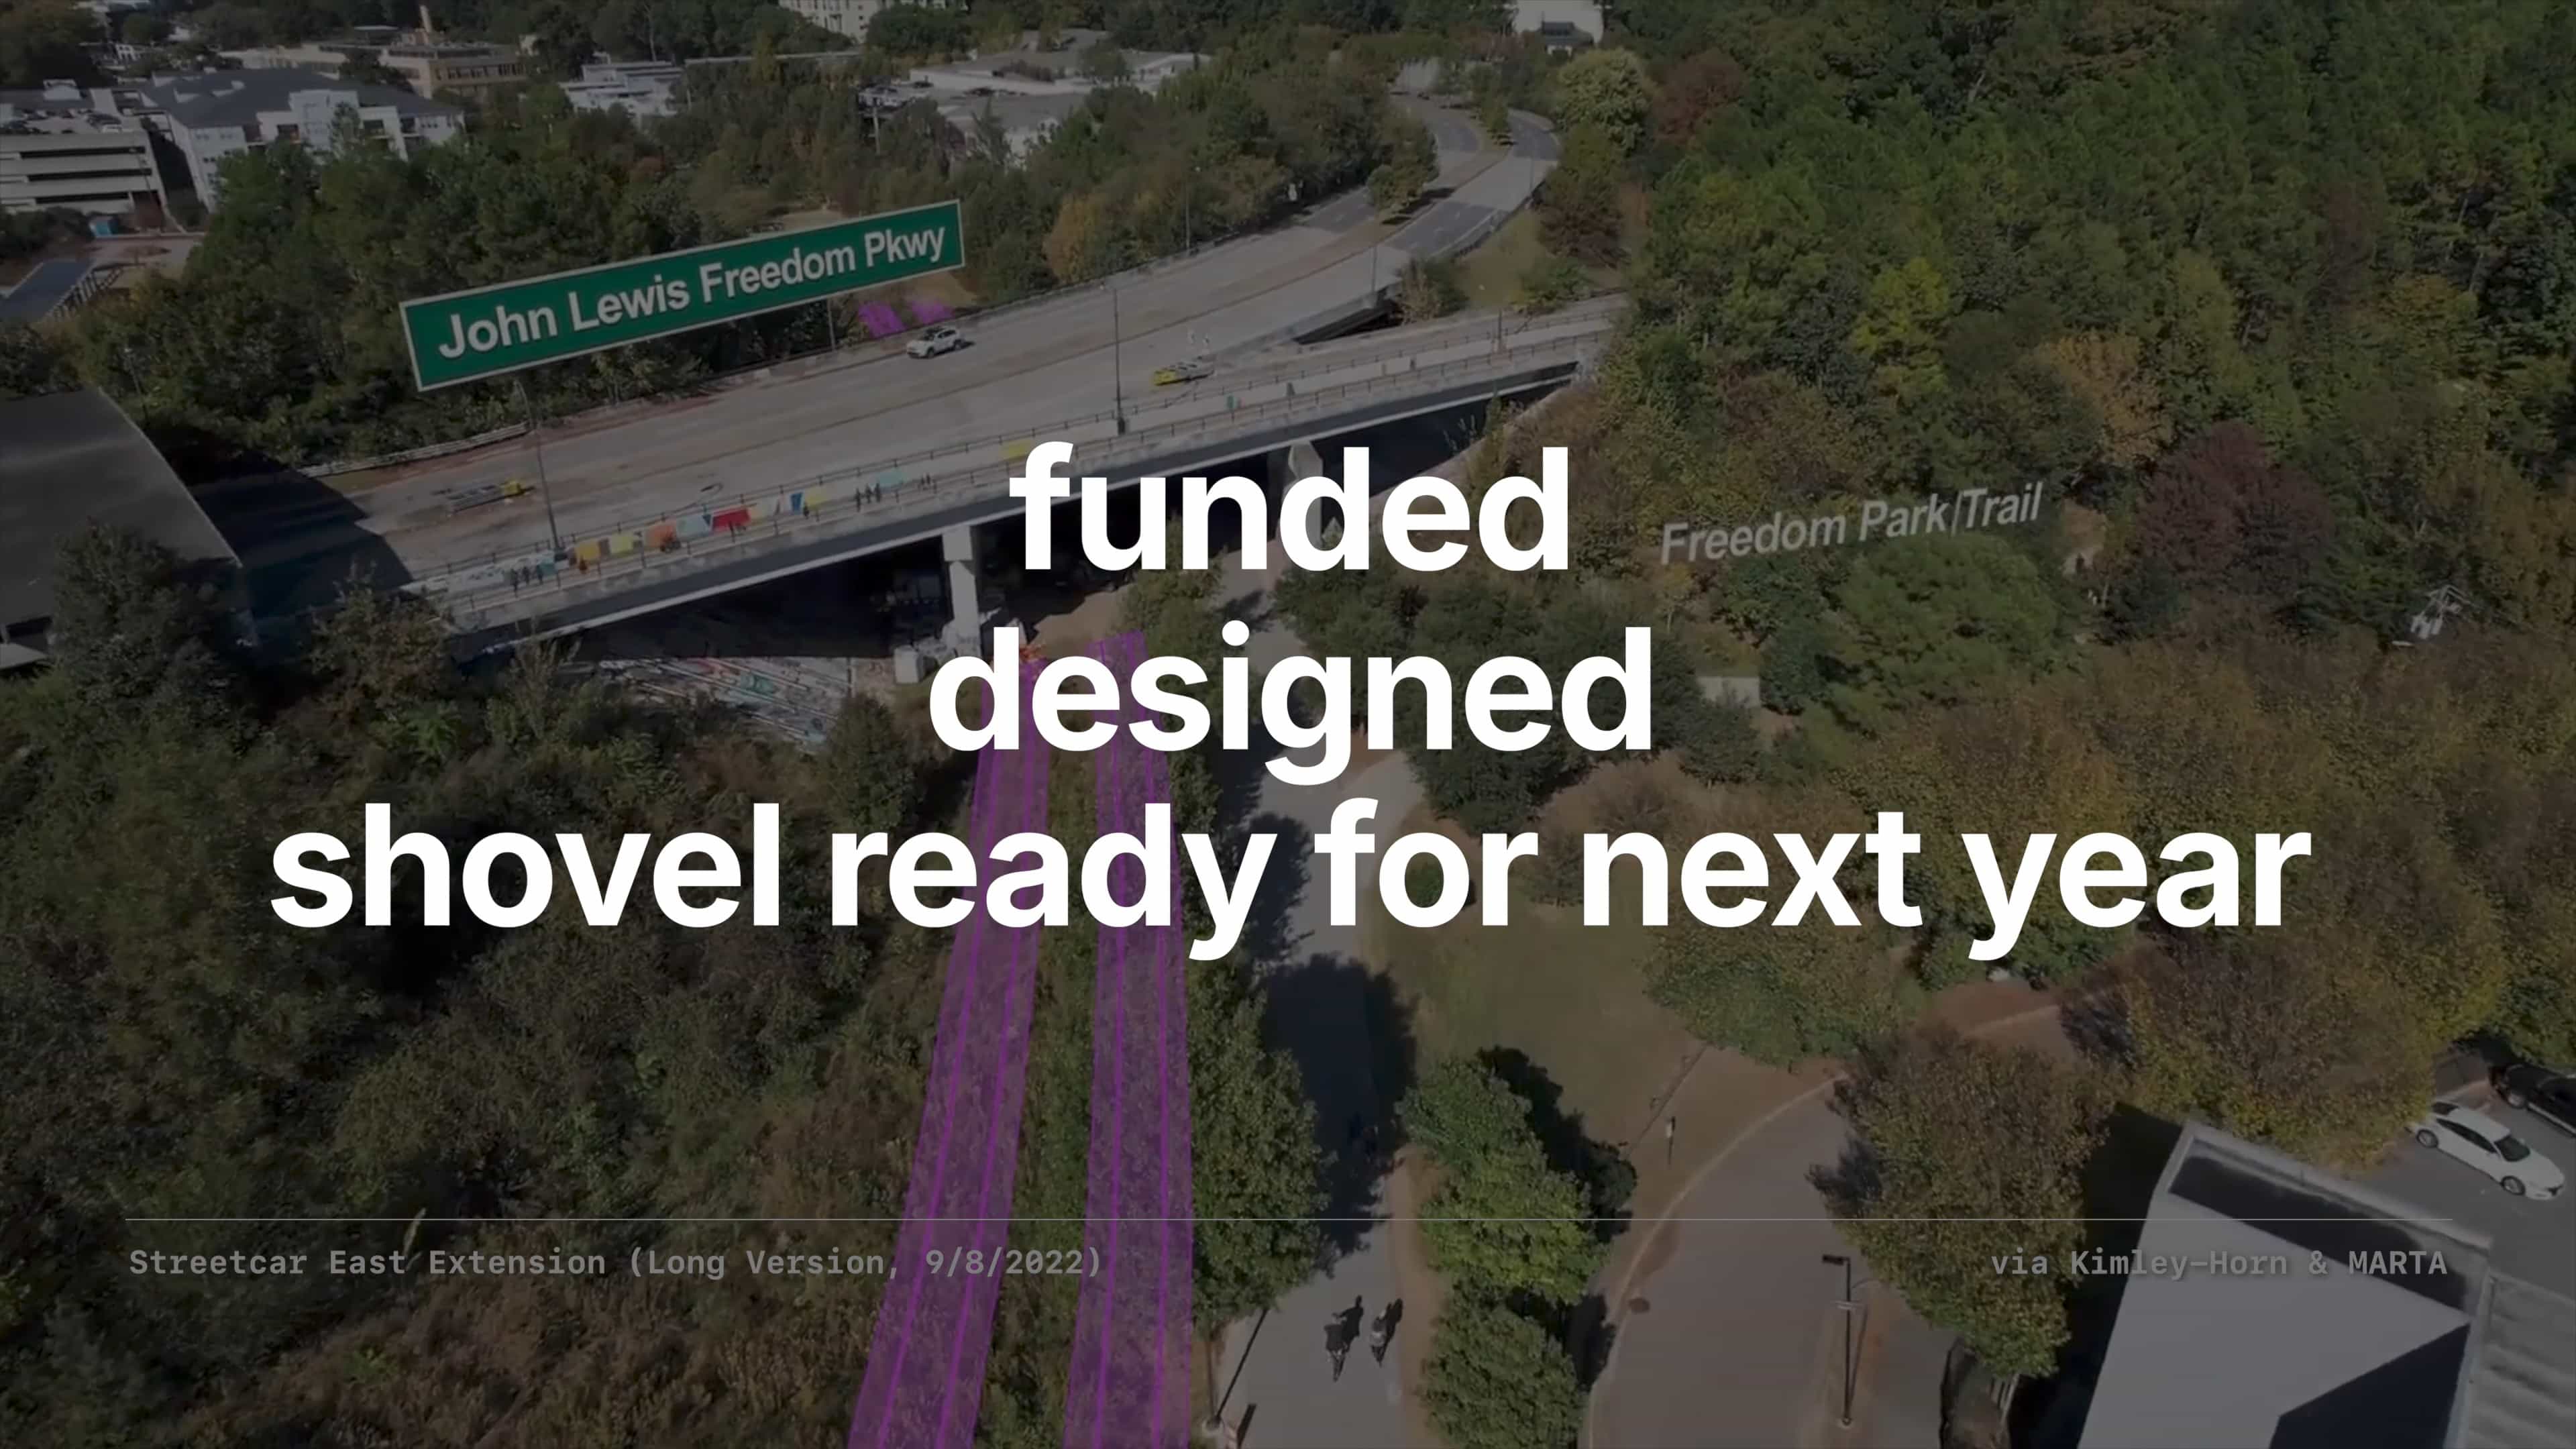 John Lewis Freedom Pkwy
funded
Freedom Park/Trail
designed
shovel ready for next year
Streetcar East Extension (Long Version, 9/8/2022)
via Kimley-Horn & MARTA